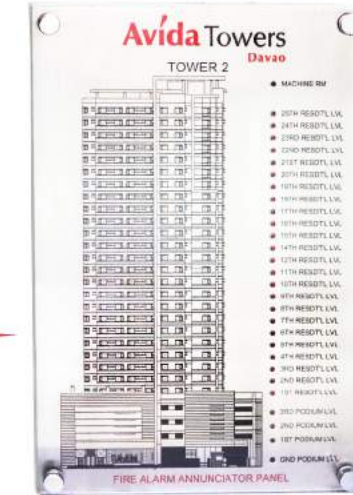 Avida Towers
Davao
TOWER 2
MACHINE RM
25TH RESDT'L LVL
24TH RESDT'L LVL
23RD RESDT'L LVL
22ND RESDT'L LVL
21ST RESDT'L LVL
20TH RESDT'L LVL
19TH RESDT'L LVL
18TH RESDT'L LVL
17TH RESDT'L LVL
16TH RESDT'L LVL
15TH RESDT'L LVL
14TH RESDT'L LVL
12TH RESDT'L LVL
11TH RESDT'L LVL
10TH RESDT'L LVL
9TH RESDT'L LVL
8TH RESDT'L LVL
7TH RESDT'L LVL
6TH RESDT'L LVL
5TH RESDT'L LVL
4TH RESDT'L LVL
3RD RESDT'L LVL
2ND RESDT'L LVL
1ST RESDT'L LVL
3RD PODIUM LVL
2ND PODIUM LVL
1ST PODIUM LVL
GND PODIUM LVL
FIRE ALARM ANNUNCIATOR PANEL